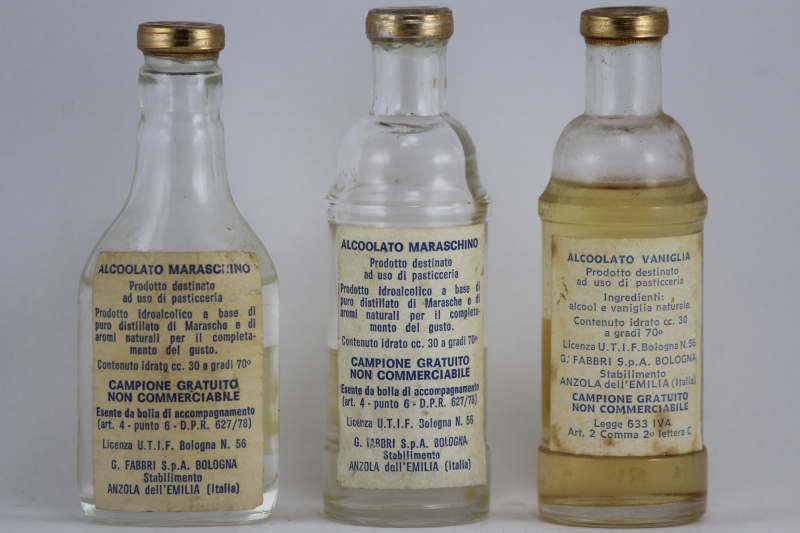 ALCOOLATO MARASCHINO
Prodotto destinato
ad uso di pasticceria
Prodotto Idroalcolico a base di
puro distillato di Marasche e di
aromi naturali per il completa-
mento del gusto.
Contenuto idrato cc. 30 a gradi 70º
CAMPIONE GRATUITO
NON COMMERCIABILE
Esente da bolla di accompagnamento
(art. 4 - punto 6 - D.P.R. 627/78)
Licenza U.T.I.F. Bologna N. 56
G. FABBRI S.p.A. BOLOGNA
Stabilimento
ANZOLA dell'EMILIA (Italia)
ALCOOLATO MARASCHINO
Prodotto destinato
ad uso di pasticceria
Prodotto Idroalcolico a base di
puro distillato di Marasche e di
aromi naturali per il completa-
mento del gusto.
Contenuto idrato cc. 30 a gradi 70º
CAMPIONE GRATUITO
NON COMMERCIABILE
Esente da bolla di accompagnamento
(art. 4 - punto 6 - D.P.R. 627/78)
Licenza U.T.I.F. Bologna N. 56
G. FABBRI S.p.A. BOLOGNA
Stabilimento
ANZOLA dell'EMILIA (Italia)
ALCOOLATO VANIGLIA
Prodotto destinato
ad uso di pasticceria
Ingredienti:
alcool e vaniglia naturale.
Contenuto idrato cc. 30
a gradi 70º
Licenza U.T.I.F. Bologna N. 56
G. FABBRI S.p.A. BOLOGNA
Stabilimento
ANZOLA dell'EMILIA (Italia)
CAMPIONE GRATUITO
NON COMMERCIABILE
Legge 633 IVA
Art. 2 Comma 2º lettera C